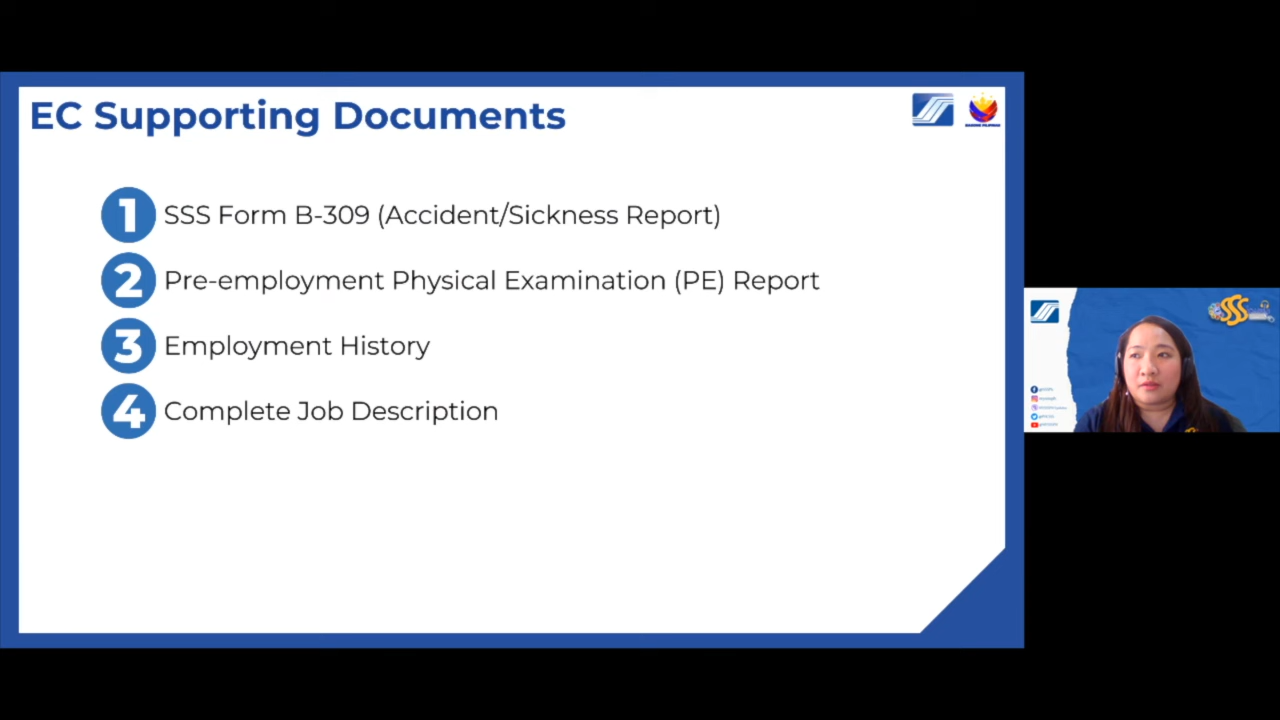 EC Supporting Documents
1 SSS Form B-309 (Accident/Sickness Report)
2 Pre-employment Physical Examination (PE) Report
3 Employment History
4 Complete Job Description
SSS